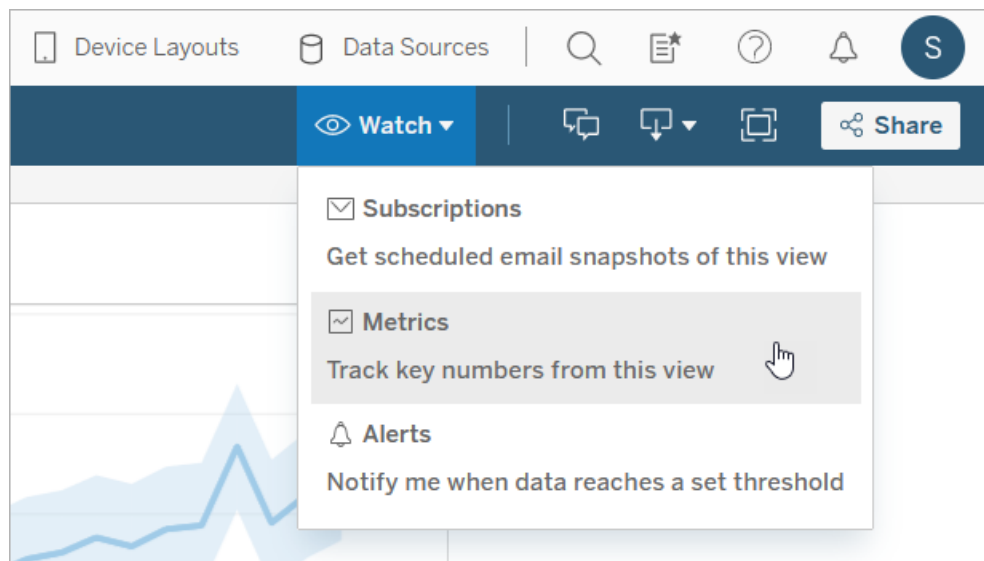 Device Layouts Data Sources S
Watch Share
Subscriptions
Get scheduled email snapshots of this view
Metrics
Track key numbers from this view
Alerts
Notify me when data reaches a set threshold